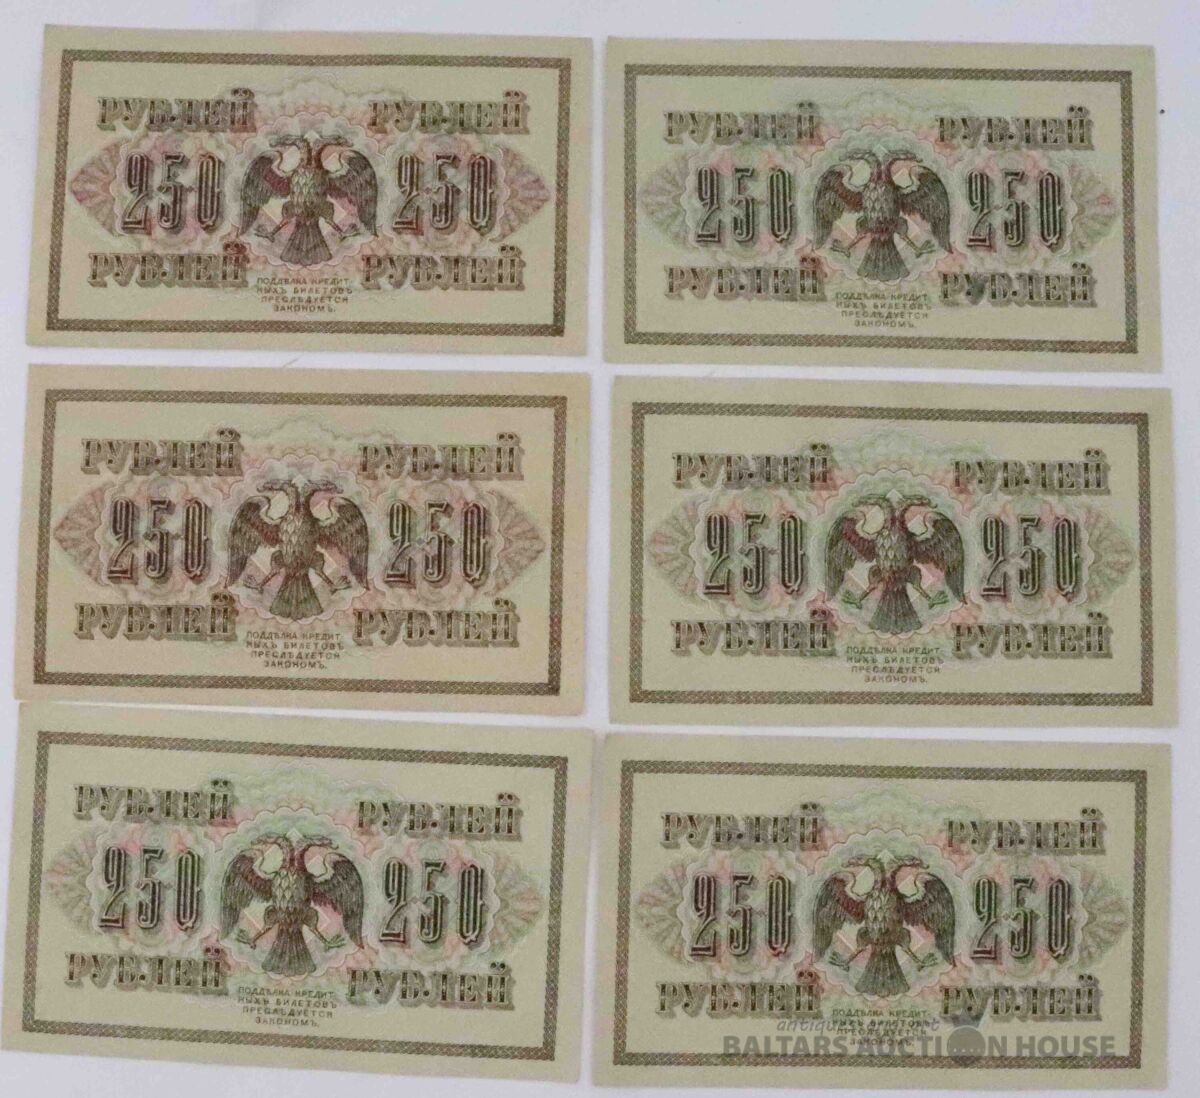 РУБЛЕЙ РУБЛЕЙ
250 250
РУБЛЕЙ РУБЛЕЙ
ПОДДѢЛКА КРЕДИТ-
НЫХЪ БИЛЕТОВЪ
ПРЕСЛѢДУЕТСЯ
ЗАКОНОМЪ.
РУБЛЕЙ РУБЛЕЙ
250 250
РУБЛЕЙ РУБЛЕЙ
ПОДДѢЛКА КРЕДИТ-
НЫХЪ БИЛЕТОВЪ
ПРЕСЛѢДУЕТСЯ
ЗАКОНОМЪ.
РУБЛЕЙ РУБЛЕЙ
250 250
РУБЛЕЙ РУБЛЕЙ
ПОДДѢЛКА КРЕДИТ-
НЫХЪ БИЛЕТОВЪ
ПРЕСЛѢДУЕТСЯ
ЗАКОНОМЪ.
РУБЛЕЙ РУБЛЕЙ
250 250
РУБЛЕЙ РУБЛЕЙ
ПОДДѢЛКА КРЕДИТ-
НЫХЪ БИЛЕТОВЪ
ПРЕСЛѢДУЕТСЯ
ЗАКОНОМЪ.
РУБЛЕЙ РУБЛЕЙ
250 250
РУБЛЕЙ РУБЛЕЙ
ПОДДѢЛКА КРЕДИТ-
НЫХЪ БИЛЕТОВЪ
ПРЕСЛѢДУЕТСЯ
ЗАКОНОМЪ.
РУБЛЕЙ РУБЛЕЙ
250 250
РУБЛЕЙ РУБЛЕЙ
ПОДДѢЛКА КРЕДИТ-
НЫХЪ БИЛЕТОВЪ
ПРЕСЛѢДУЕТСЯ
ЗАКОНОМЪ.
BALTARS AUCTION HOUSE